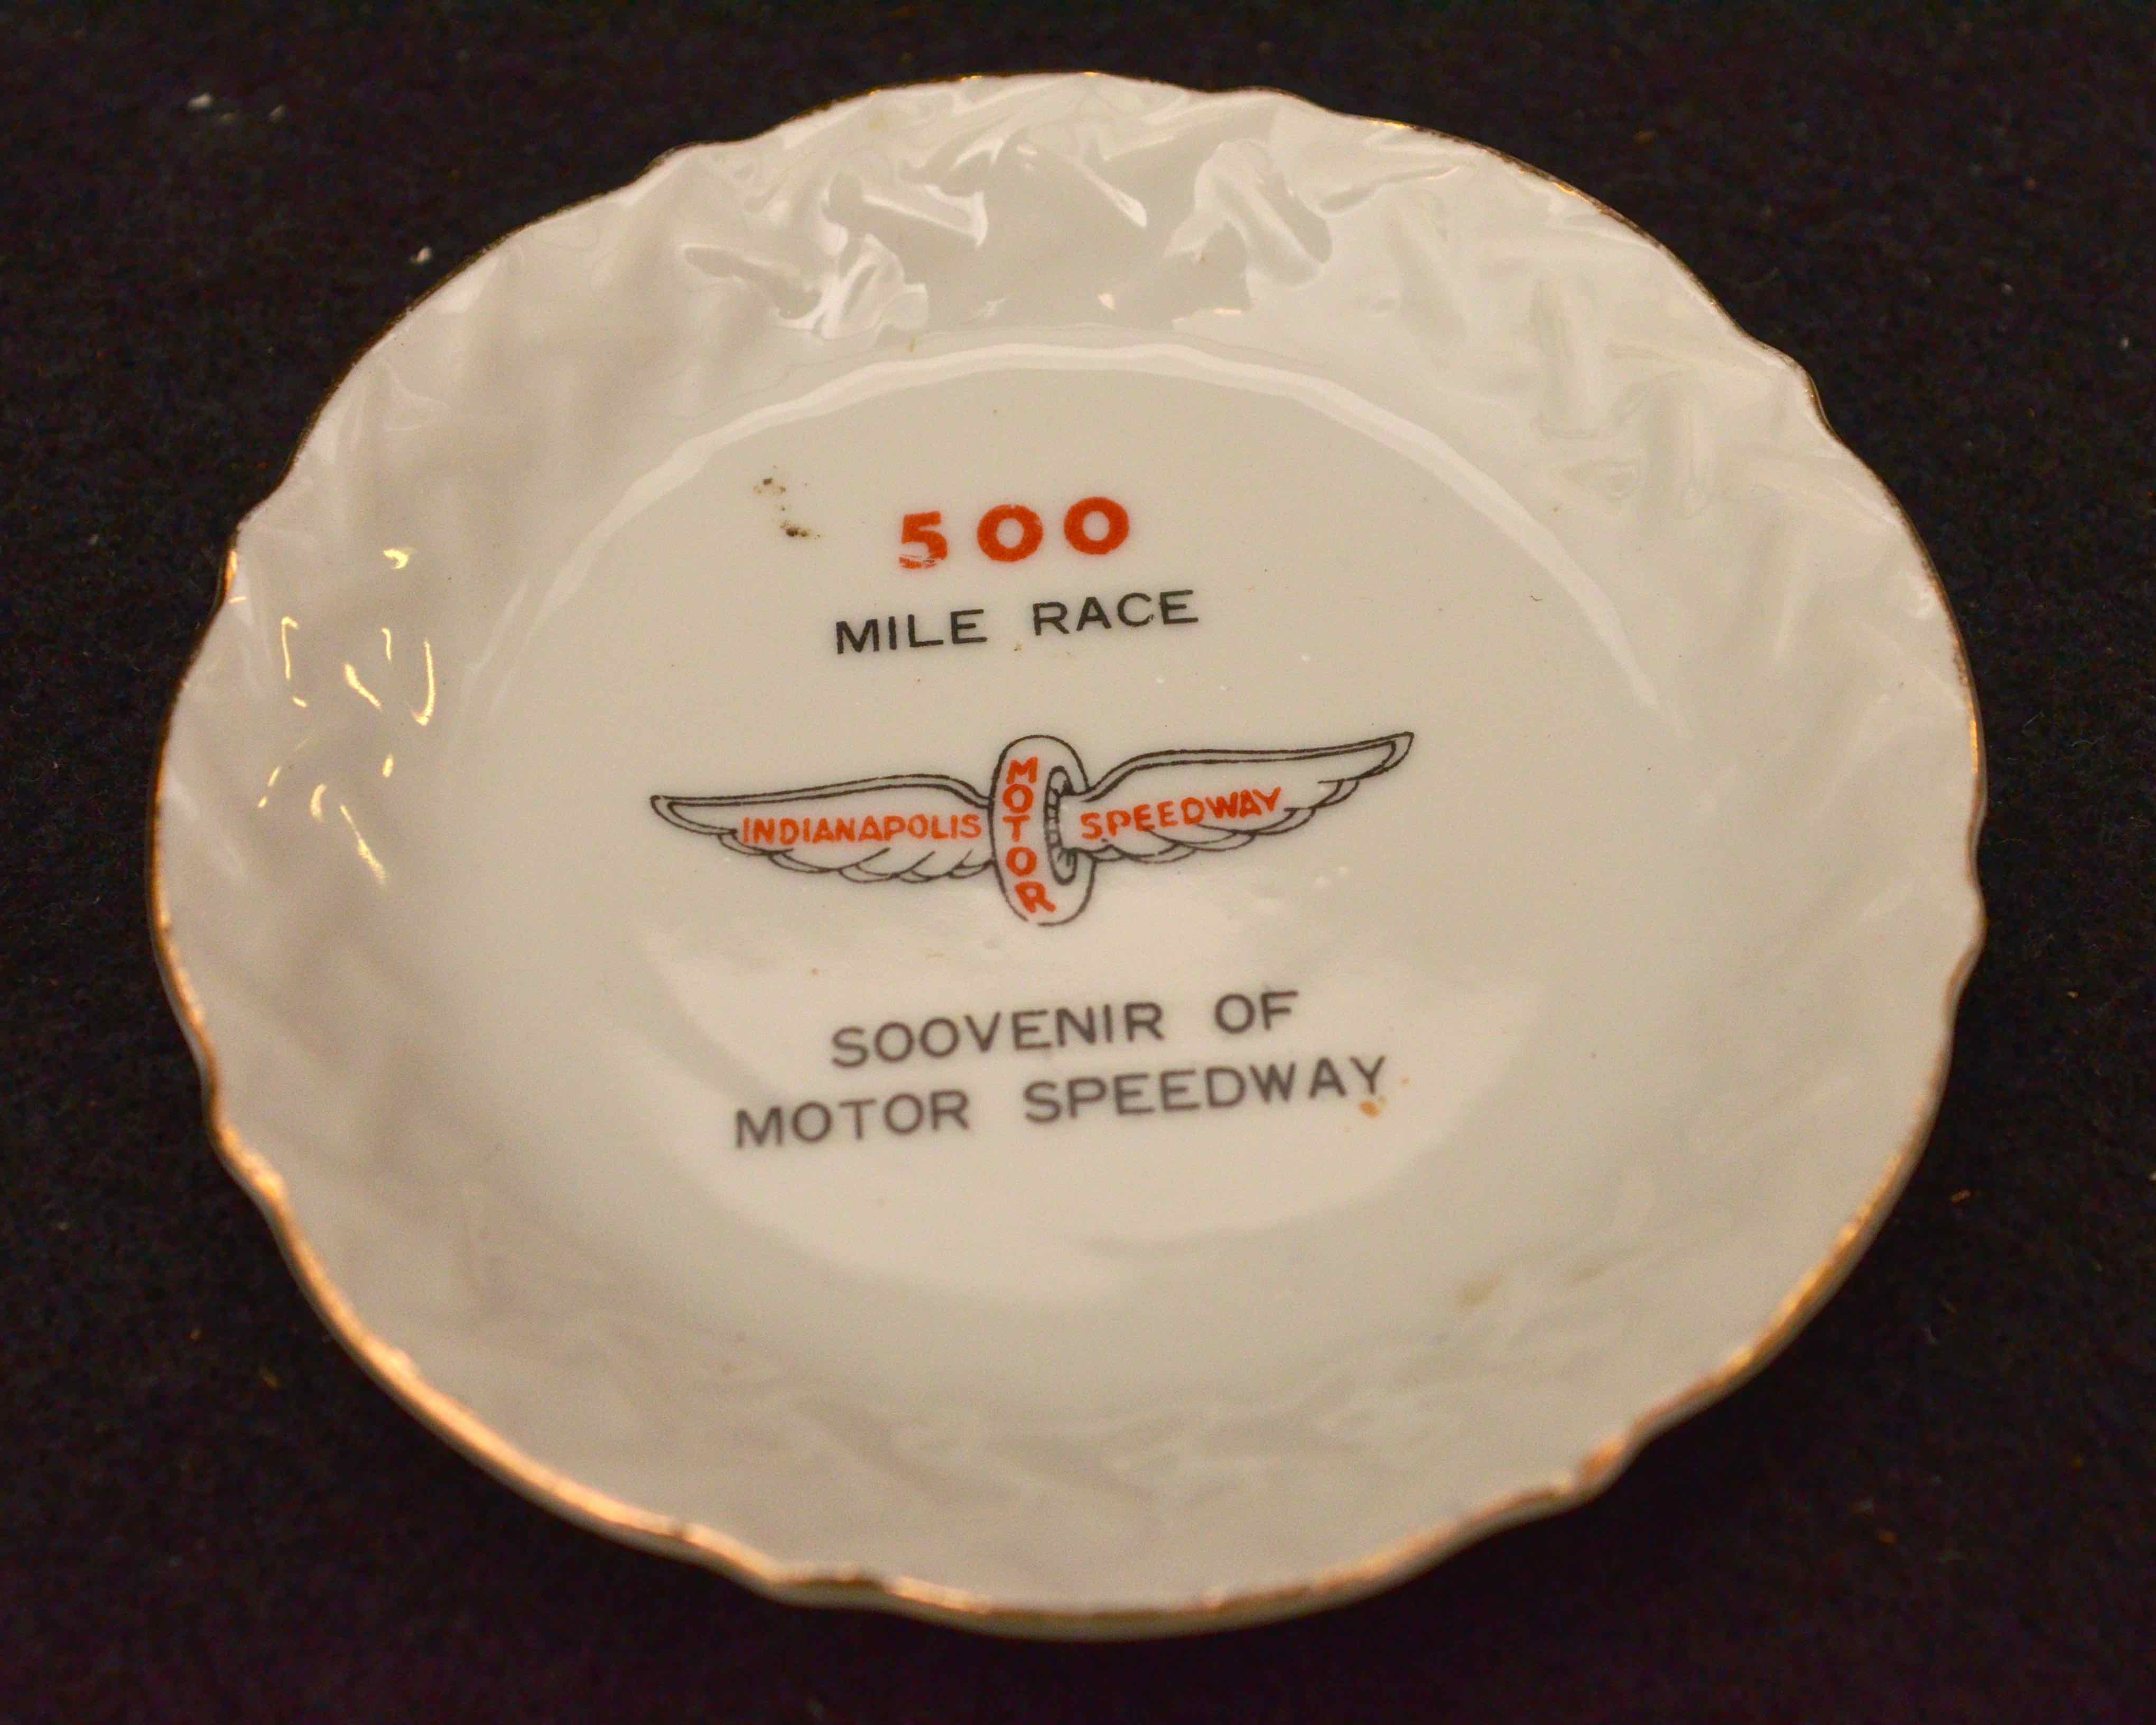 500
MILE RACE
INDIANAPOLIS MOTOR SPEEDWAY
SOOVENIR OF
MOTOR SPEEDWAY